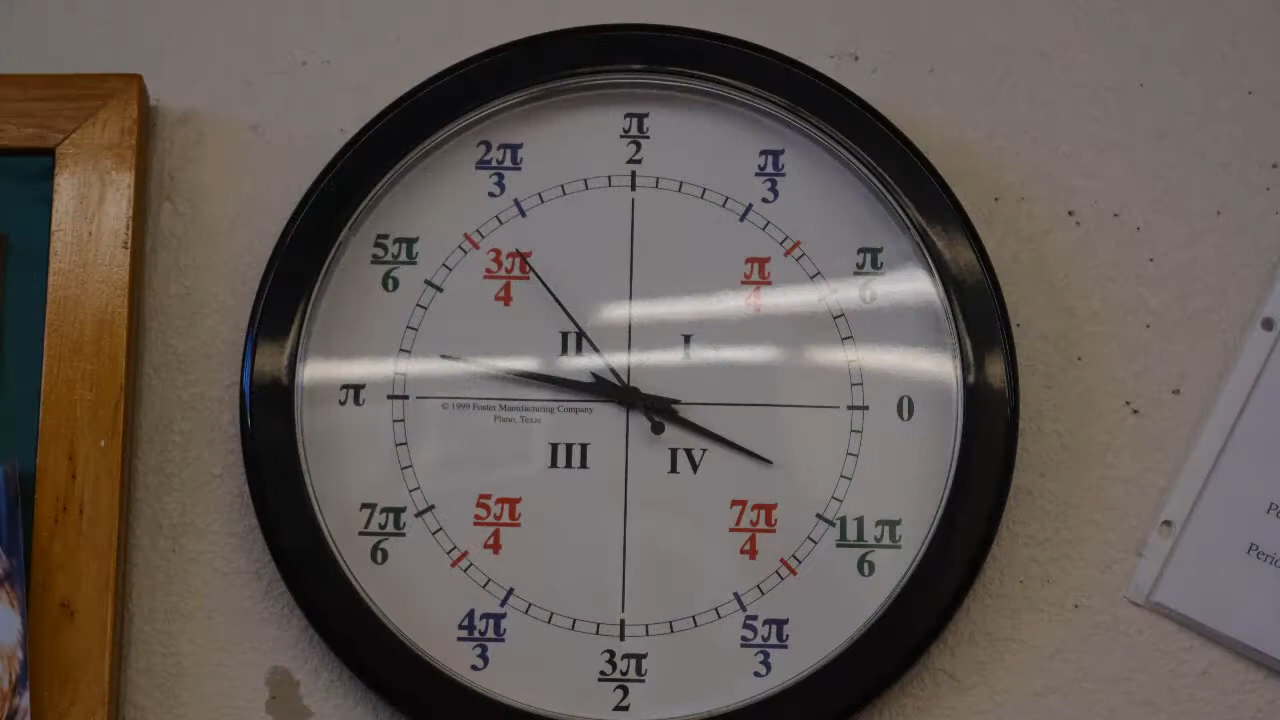 π/2
2π/3
π/3
5π/6
3π/4
π/4
π/6
II
I
π
0
© 1999 Foster Manufacturing Company
Plano, Texas
III
IV
7π/6
5π/4
7π/4
11π/6
4π/3
3π/2
5π/3